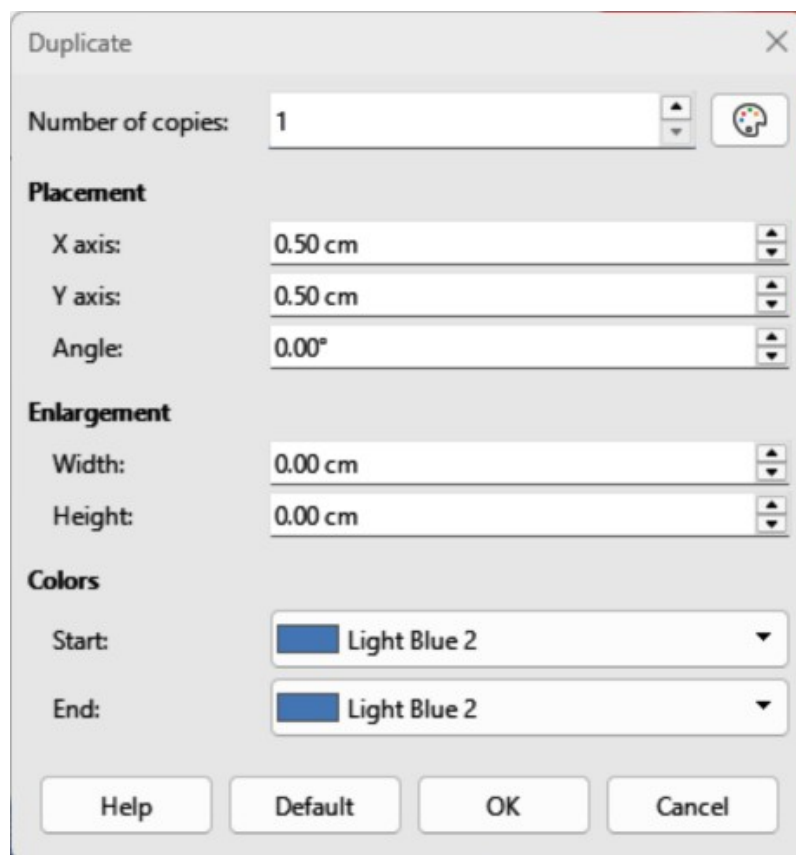 Duplicate
Number of copies: 1
Placement
X axis: 0.50 cm
Y axis: 0.50 cm
Angle: 0.00°
Enlargement
Width: 0.00 cm
Height: 0.00 cm
Colors
Start: Light Blue 2
End: Light Blue 2
Help Default OK Cancel